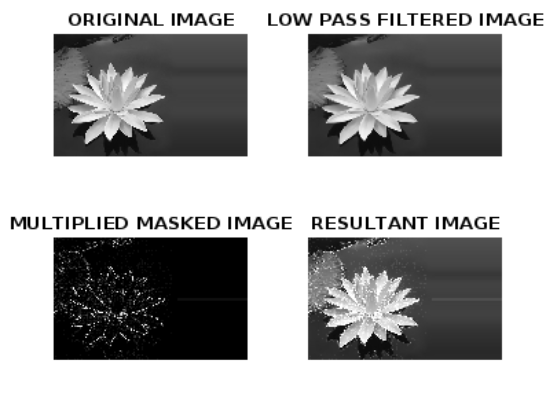 ORIGINAL IMAGE
LOW PASS FILTERED IMAGE
MULTIPLIED MASKED IMAGE
RESULTANT IMAGE